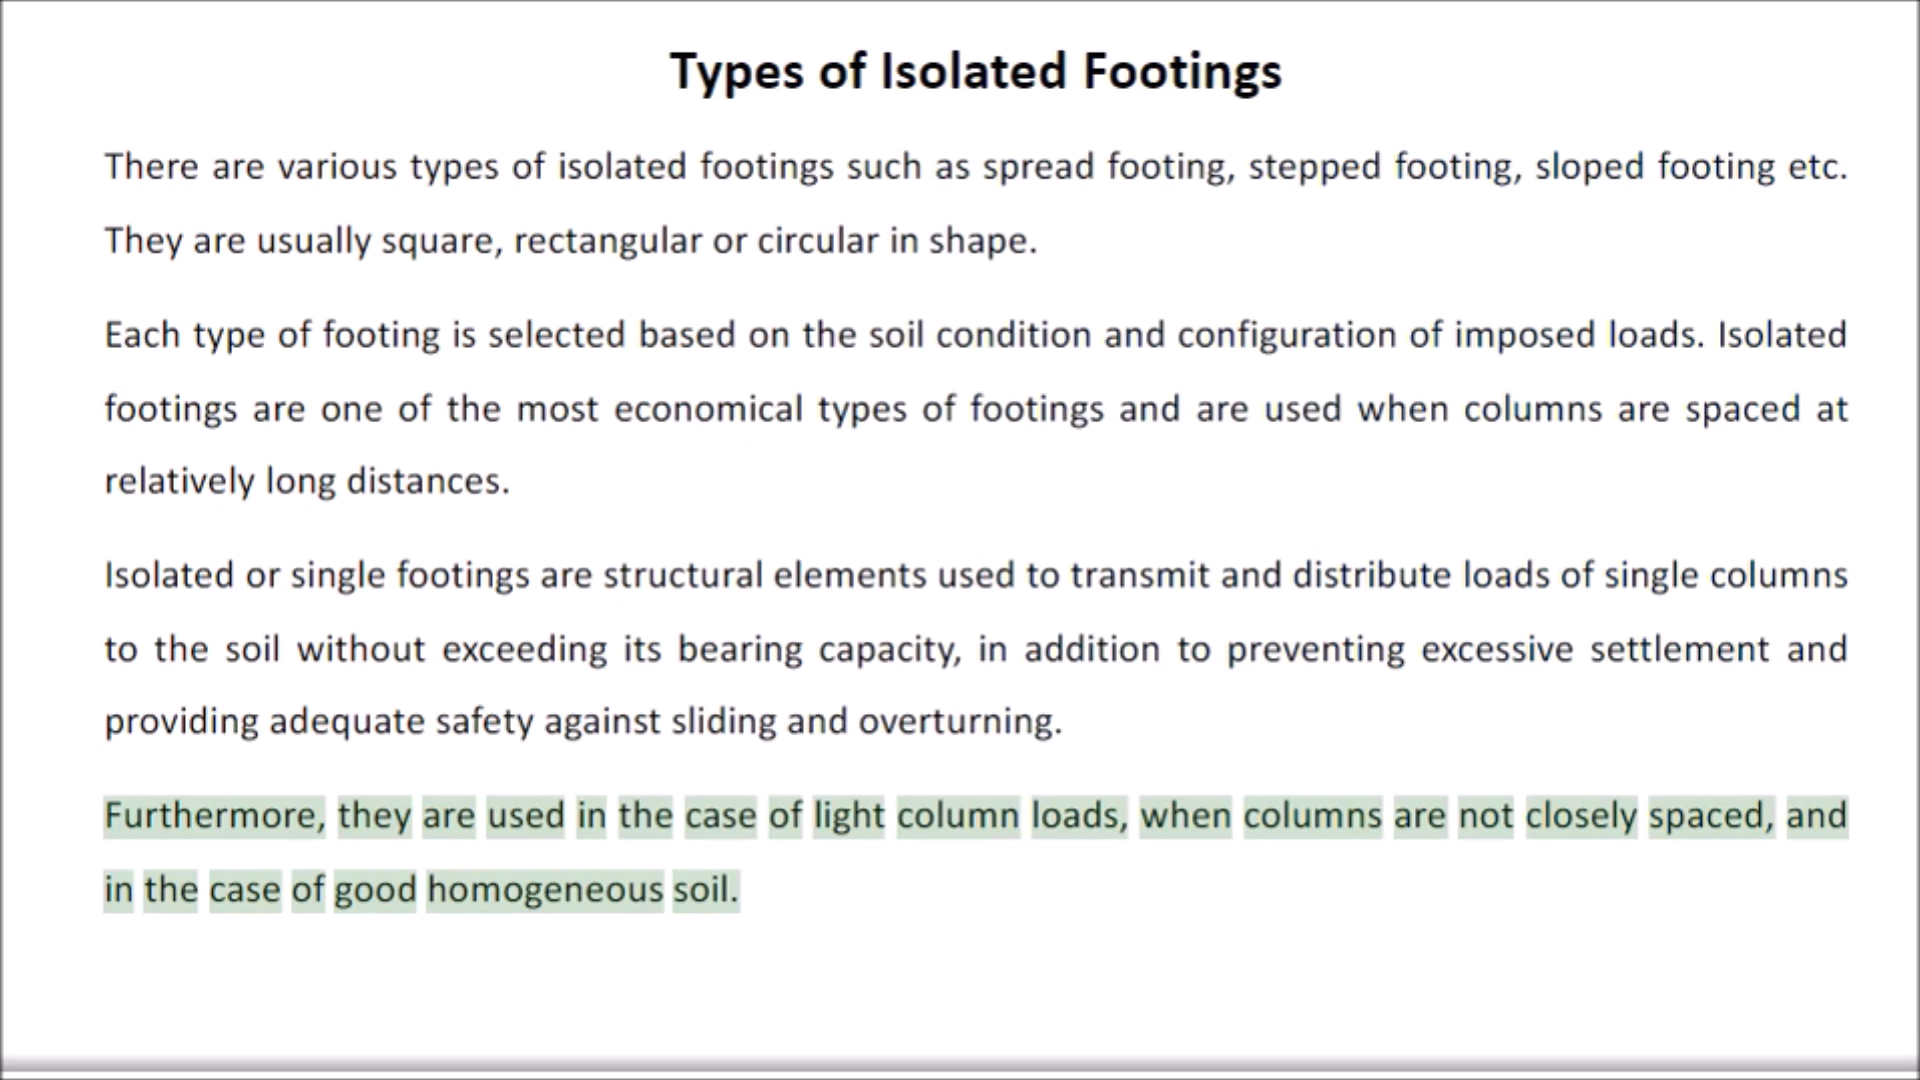 Types of Isolated Footings
There are various types of isolated footings such as spread footing, stepped footing, sloped footing etc.
They are usually square, rectangular or circular in shape.
Each type of footing is selected based on the soil condition and configuration of imposed loads. Isolated
footings are one of the most economical types of footings and are used when columns are spaced at
relatively long distances.
Isolated or single footings are structural elements used to transmit and distribute loads of single columns
to the soil without exceeding its bearing capacity, in addition to preventing excessive settlement and
providing adequate safety against sliding and overturning.
Furthermore, they are used in the case of light column loads, when columns are not closely spaced, and
in the case of good homogeneous soil.